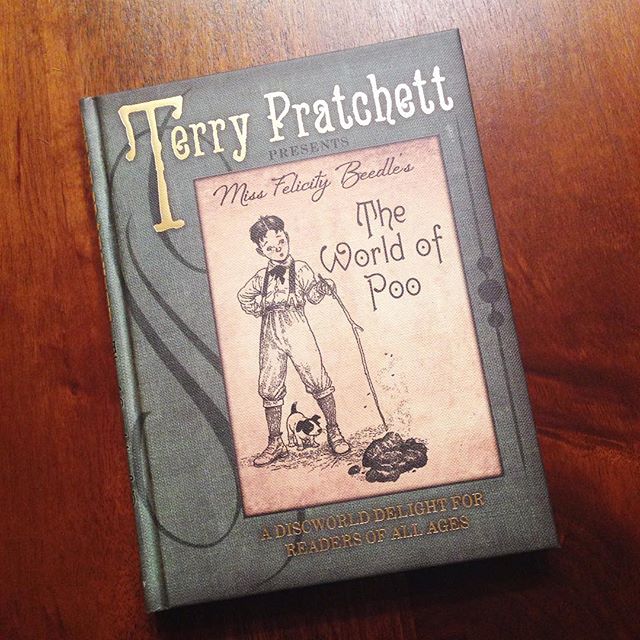 Terry Pratchett
PRESENTS
Miss Felicity Beedle's
The
World of
Poo
A DISCWORLD DELIGHT FOR
READERS OF ALL AGES